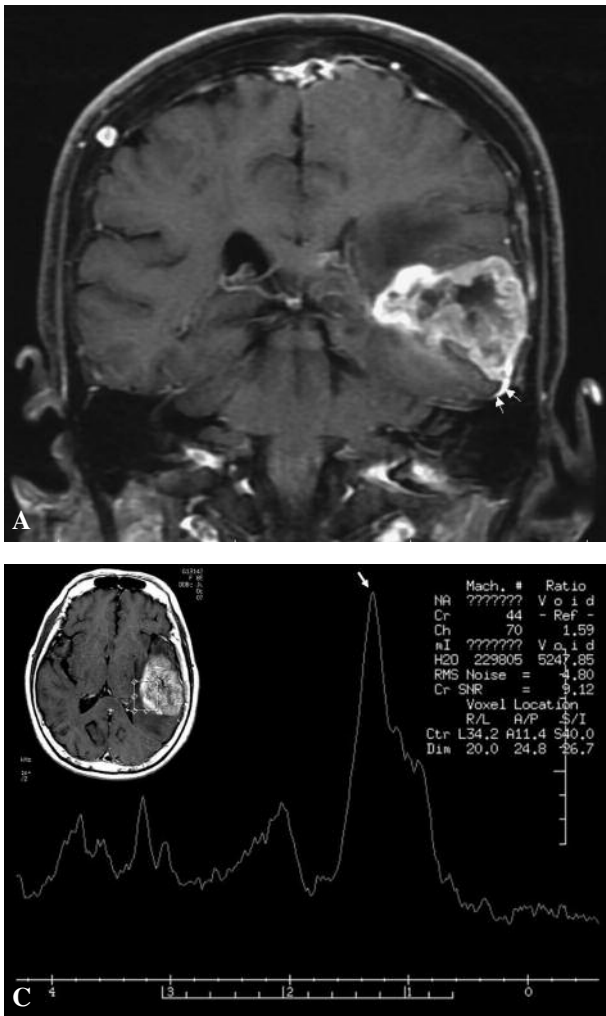 A
Mach. # Ratio
NA ??????? Void
Cr 44 - Ref -
Ch 70 1.59
mI ??????? Void
H2O 229805 5247.85
RMS Noise = 4.80
Cr SNR = 9.12
Voxel Location
R/L A/P S/I
Ctr L34.2 A11.4 S40.0
Dim 20.0 24.8 26.7
C
4 3 2 1 0